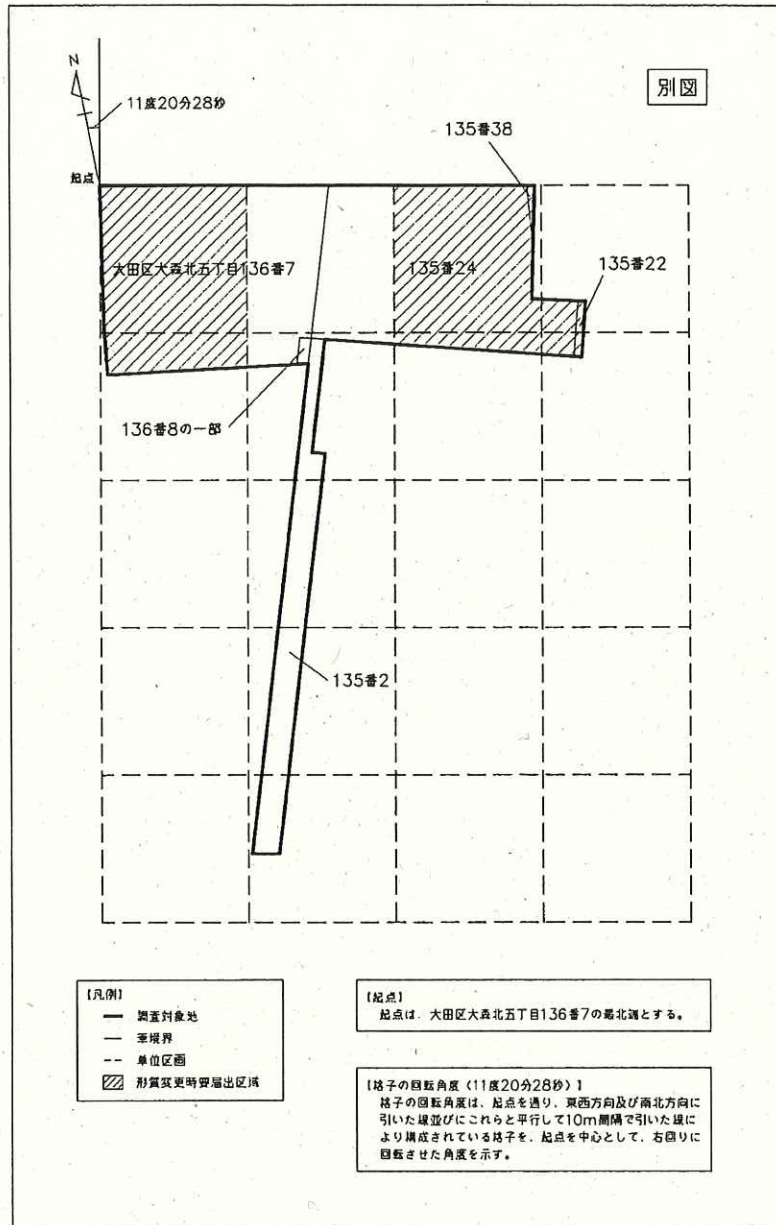 別図
N
11度20分28秒
起点
135番38
大田区大森北五丁目136番7
135番24
135番22
136番8の一部
135番2
【凡例】
調査対象地
筆境界
単位区画
形質変更時要届出区域
【起点】
起点は、大田区大森北五丁目136番7の最北端とする。
【格子の回転角度(11度20分28秒)】
格子の回転角度は、起点を通り、東西方向及び南北方向に
引いた線並びにこれらと平行して10m間隔で引いた線に
より構成されている格子を、起点を中心として、右回りに
回転させた角度を示す。